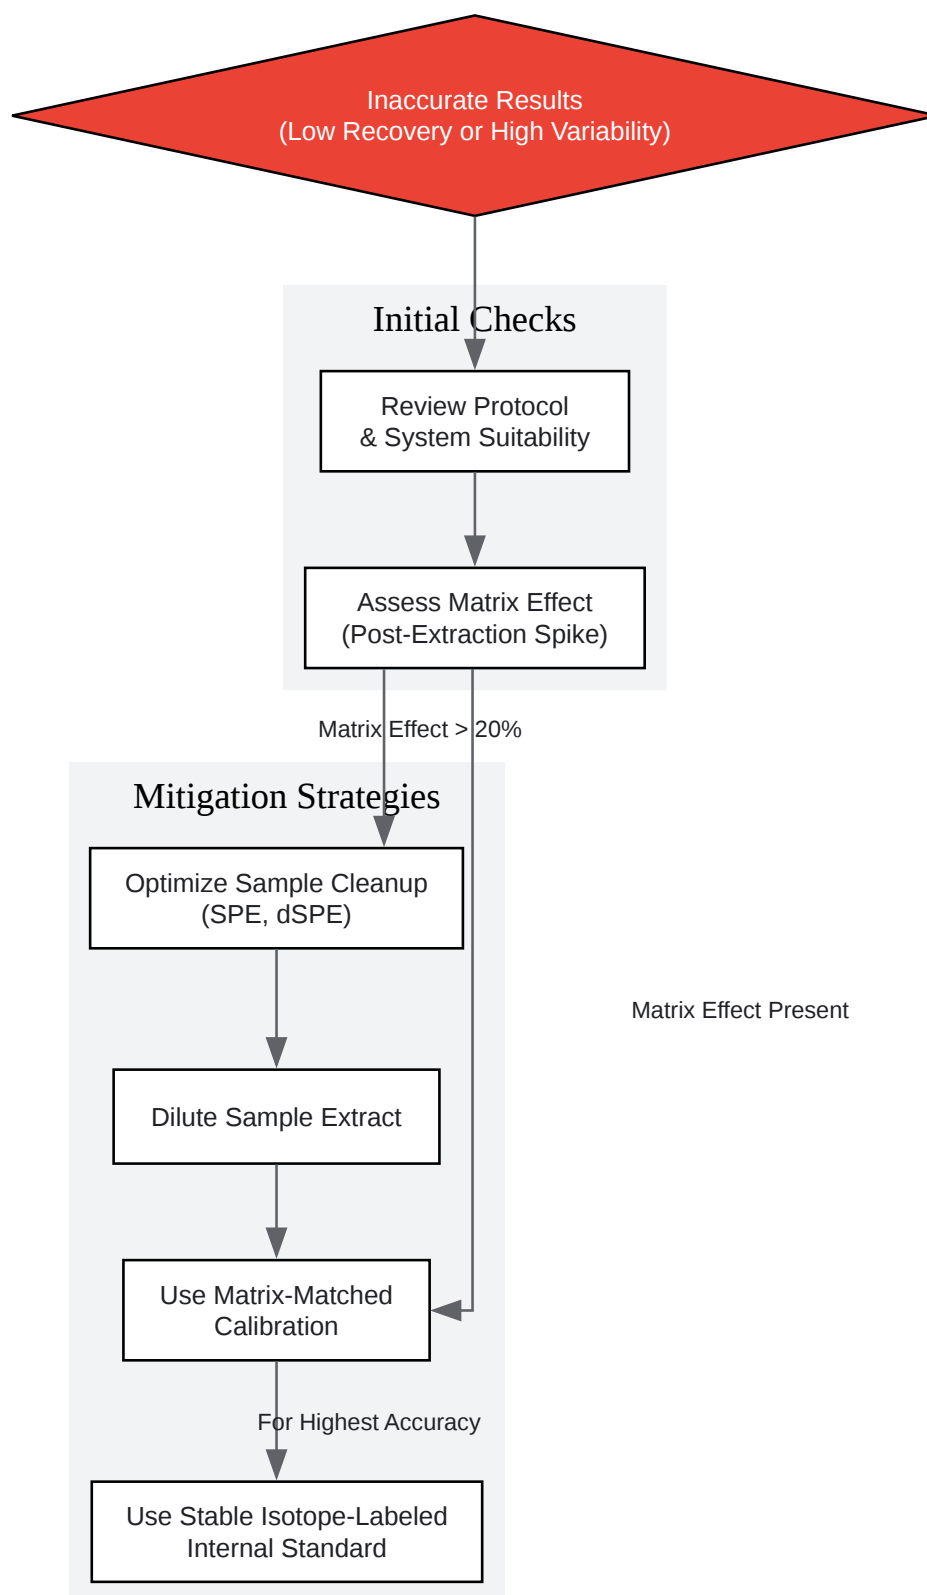 Inaccurate Results
(Low Recovery or High Variability)
Initial Checks
Review Protocol
& System Suitability
Assess Matrix Effect
(Post-Extraction Spike)
Matrix Effect > 20%
Mitigation Strategies
Optimize Sample Cleanup
(SPE, dSPE)
Matrix Effect Present
Dilute Sample Extract
Use Matrix-Matched
Calibration
For Highest Accuracy
Use Stable Isotope-Labeled
Internal Standard